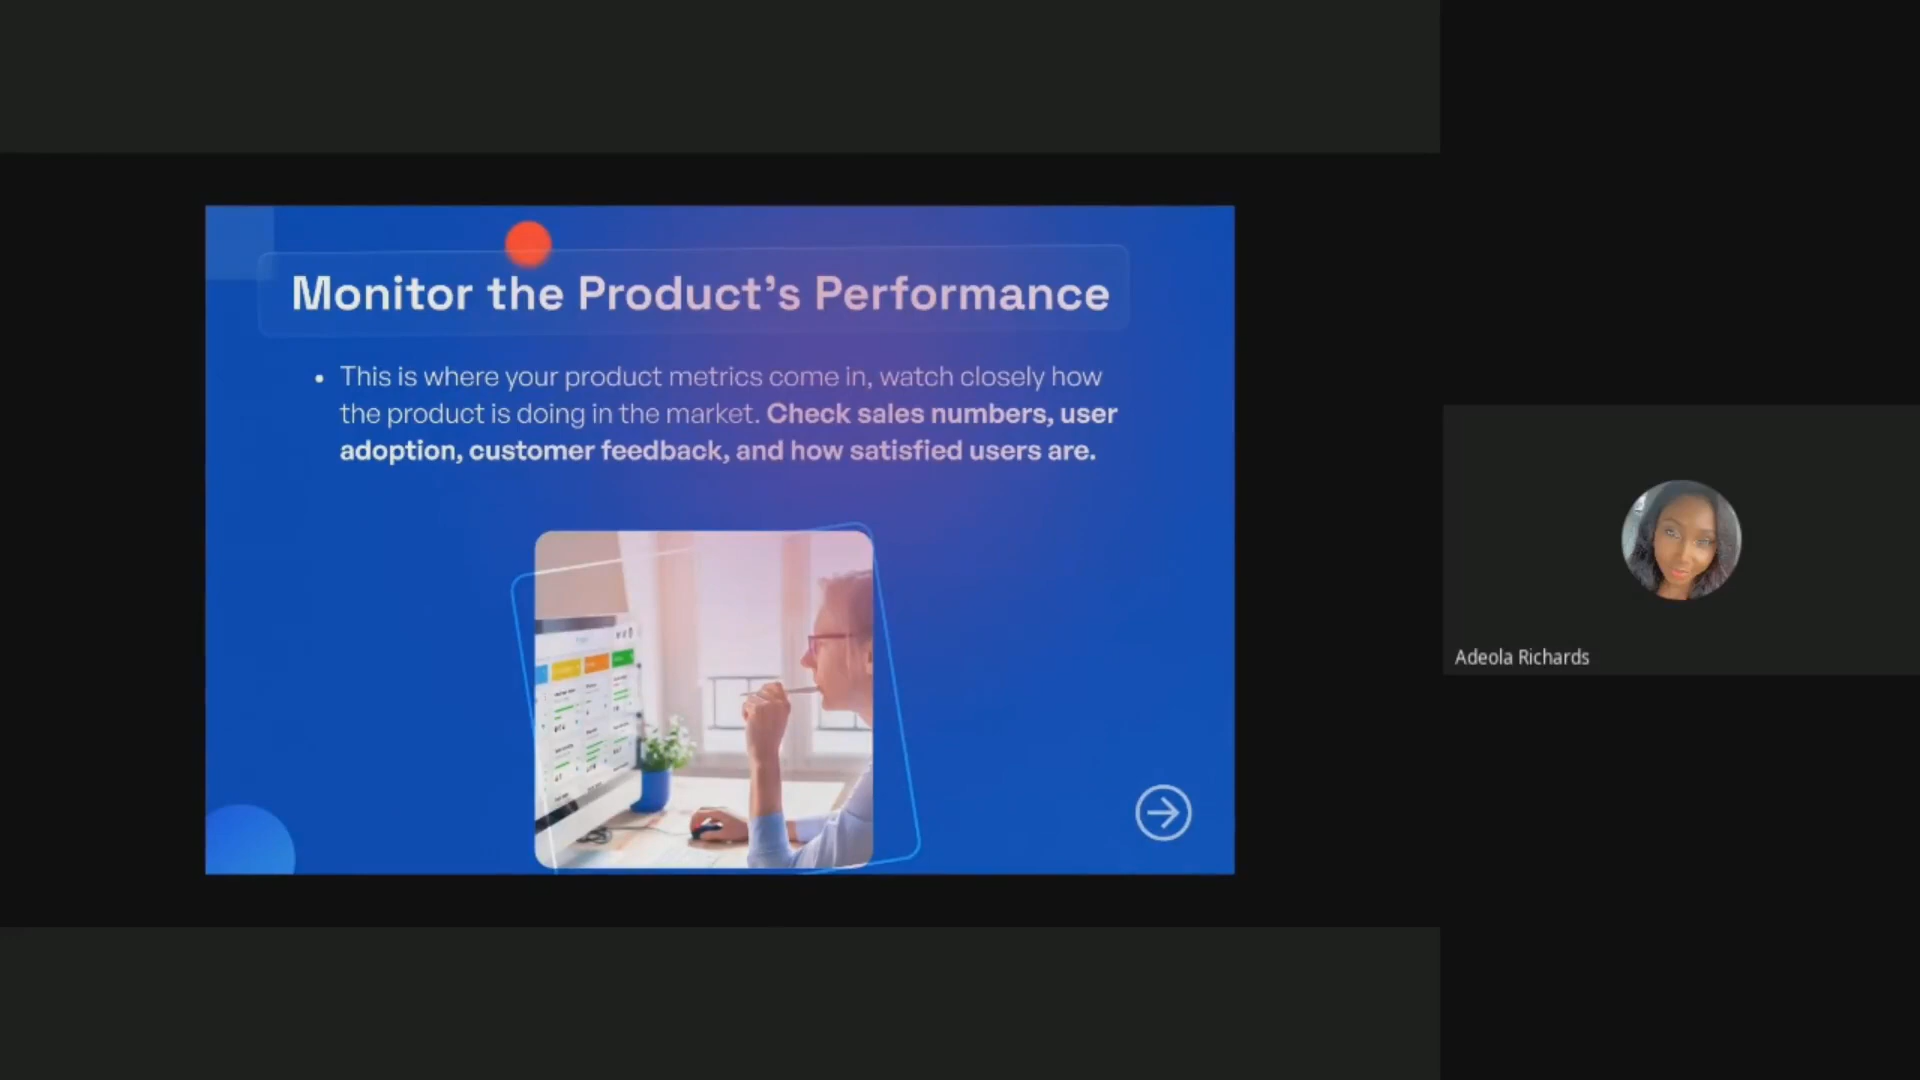 Monitor the Product's Performance
• This is where your product metrics come in, watch closely how
the product is doing in the market. Check sales numbers, user
adoption, customer feedback, and how satisfied users are.
Adeola Richards